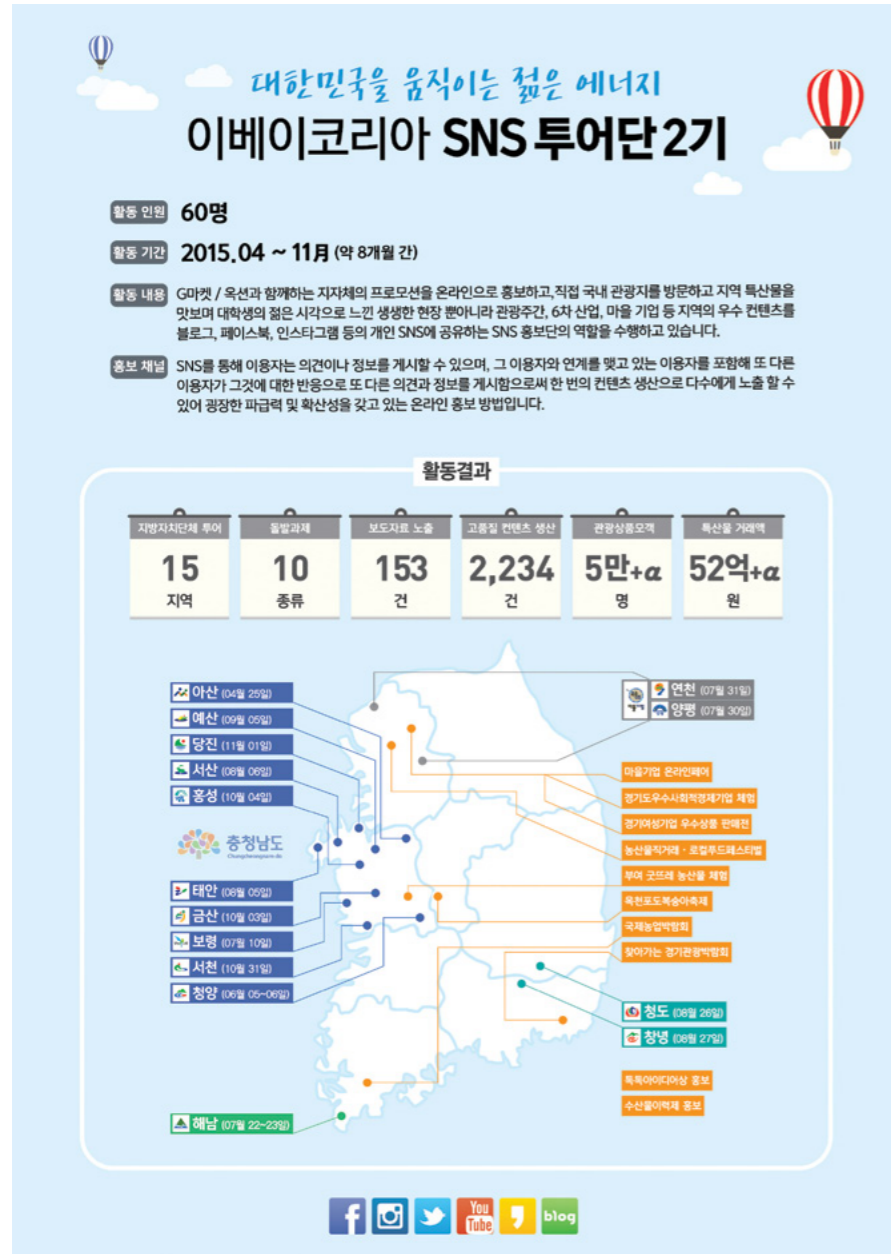 대한민국을 움직이는 젊은 에너지
이베이코리아 SNS 투어단 2기
활동 인원 60명
활동 기간 2015.04 ~ 11月 (약 8개월 간)
활동 내용 G마켓 / 옥션과 함께하는 지자체의 프로모션을 온라인으로 홍보하고, 직접 국내 관광지를 방문하고 지역 특산물을
맛보며 대학생의 젊은 시각으로 느낀 생생한 현장 뿐아니라 관광주간, 6차 산업, 마을 기업 등 지역의 우수 컨텐츠를
블로그, 페이스북, 인스타그램 등의 개인 SNS에 공유하는 SNS 홍보단의 역할을 수행하고 있습니다.
홍보 채널 SNS를 통해 이용자는 의견이나 정보를 게시할 수 있으며, 그 이용자와 연계를 맺고 있는 이용자를 포함해 또 다른
이용자가 그것에 대한 반응으로 또 다른 의견과 정보를 게시함으로써 한 번의 컨텐츠 생산으로 다수에게 노출 할 수
있어 굉장한 파급력 및 확산성을 갖고 있는 온라인 홍보 방법입니다.
활동결과
지방자치단체 투어
15
지역
돌발과제
10
종류
보도자료 노출
153
건
고품질 컨텐츠 생산
2,234
건
관광상품모객
5만+α
명
특산물 거래액
52억+α
원
아산 (04월 25일)
예산 (09월 05일)
당진 (11월 01일)
서산 (08월 06일)
홍성 (10월 04일)
충청남도
Chungcheongnam-do
태안 (08월 05일)
금산 (10월 03일)
보령 (07월 10일)
서천 (10월 31일)
청양 (06월 05~06일)
해남 (07월 22~23일)
연천 (07월 31일)
양평 (07월 30일)
마을기업 온라인페어
경기도우수사회적경제기업 체험
경기여성기업 우수상품 판매전
농산물직거래 · 로컬푸드페스티벌
부여 굿뜨레 농산물 체험
옥천포도복숭아축제
국제농업박람회
찾아가는 경기관광박람회
청도 (08월 26일)
창녕 (08월 27일)
톡톡아이디어상 홍보
수산물이력제 홍보
f
You
Tube
blog